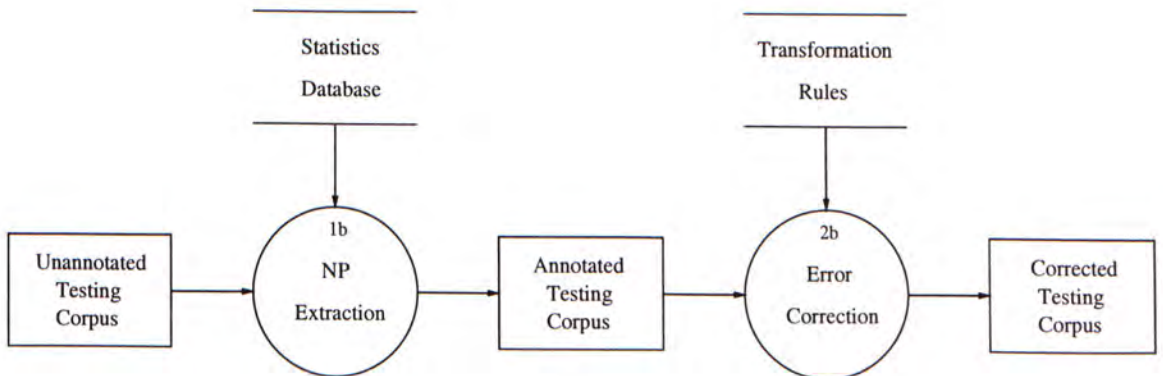 Statistics
Database
Transformation
Rules
Unannotated
Testing
Corpus
1b
NP
Extraction
Annotated
Testing
Corpus
2b
Error
Correction
Corrected
Testing
Corpus